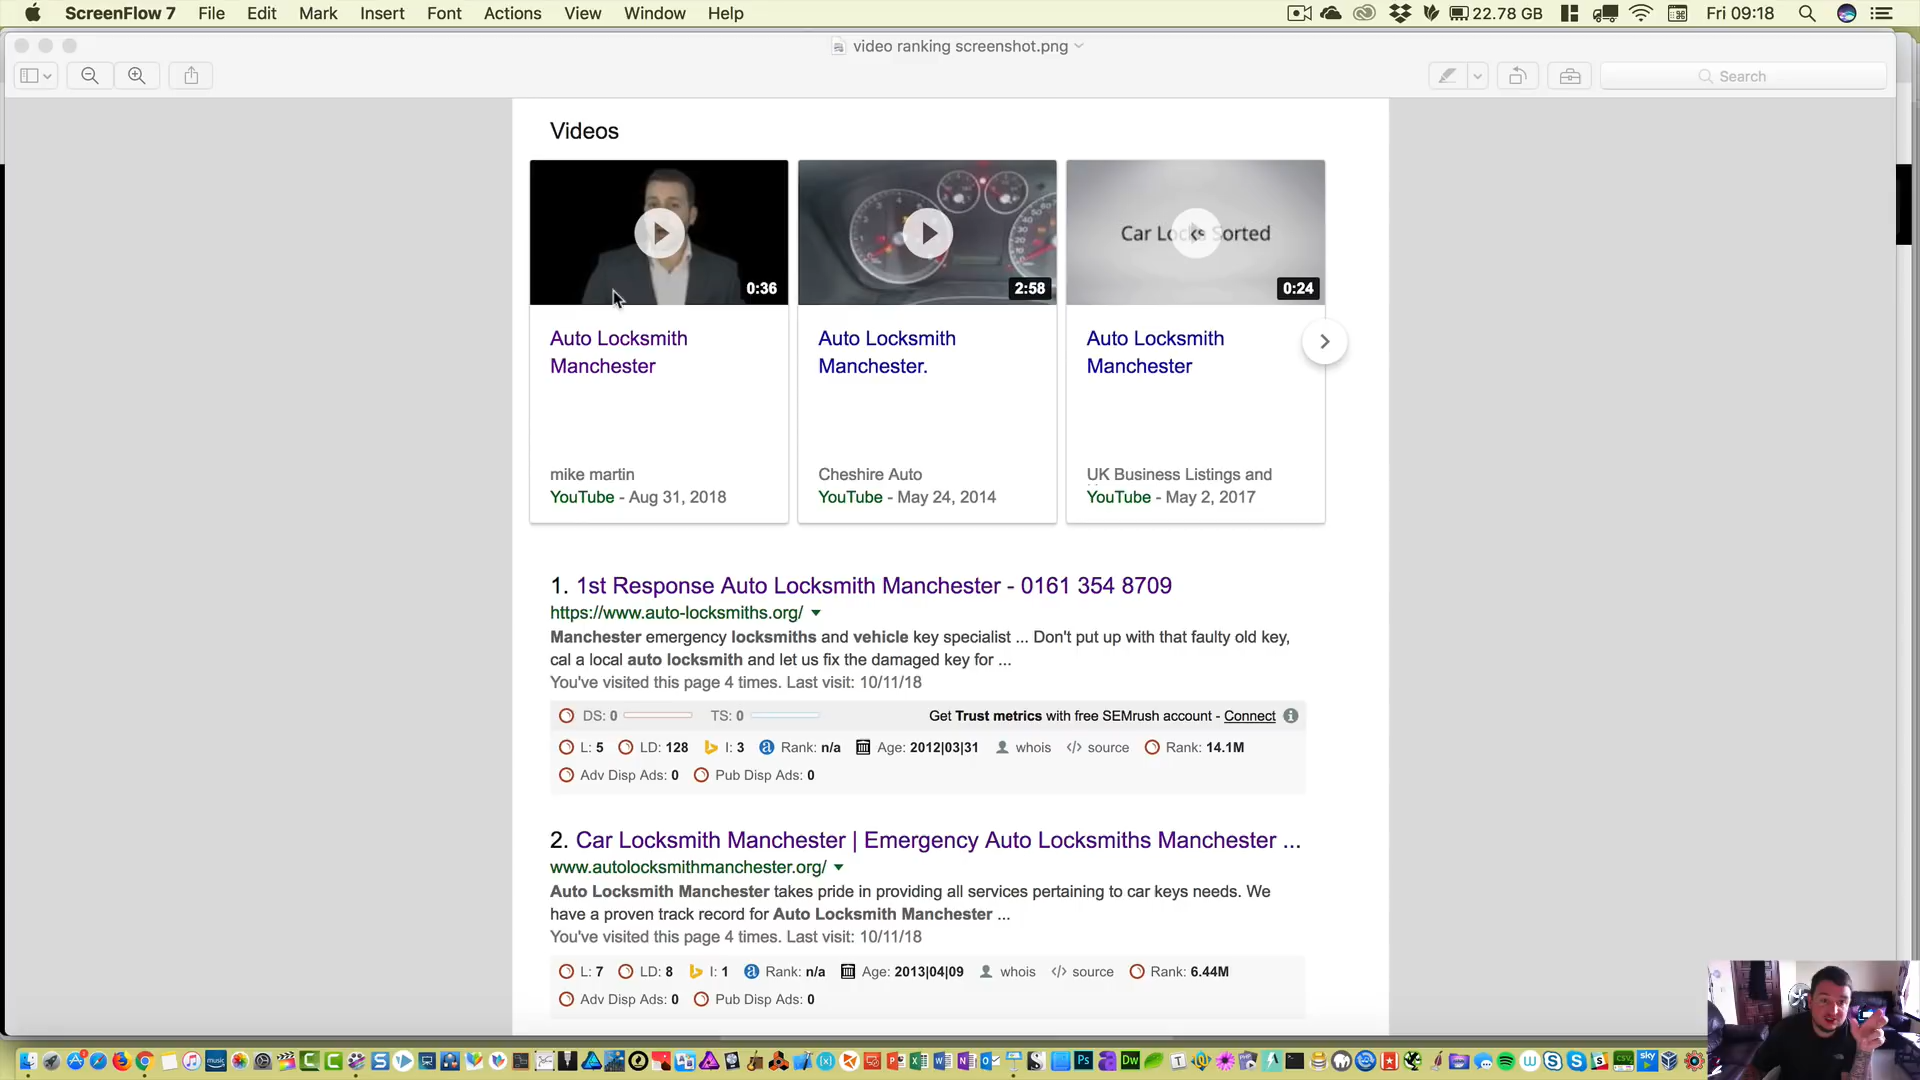 ScreenFlow 7 File Edit Mark Insert Font Actions View Window Help 22.78 GB Fri 09:18
video ranking screenshot.png
Search
Videos
0:36 2:58 Car Locks Sorted 0:24
Auto Locksmith Manchester
mike martin
YouTube - Aug 31, 2018
Auto Locksmith Manchester.
Cheshire Auto
YouTube - May 24, 2014
Auto Locksmith Manchester
UK Business Listings and
YouTube - May 2, 2017
1. 1st Response Auto Locksmith Manchester - 0161 354 8709
https://www.auto-locksmiths.org/
Manchester emergency locksmiths and vehicle key specialist ... Don't put up with that faulty old key,
cal a local auto locksmith and let us fix the damaged key for ...
You've visited this page 4 times. Last visit: 10/11/18
DS: 0 TS: 0 Get Trust metrics with free SEMrush account - Connect
L: 5 LD: 128 I: 3 Rank: n/a Age: 2012|03|31 whois source Rank: 14.1M
Adv Disp Ads: 0 Pub Disp Ads: 0
2. Car Locksmith Manchester | Emergency Auto Locksmiths Manchester ...
www.autolocksmithmanchester.org/
Auto Locksmith Manchester takes pride in providing all services pertaining to car keys needs. We
have a proven track record for Auto Locksmith Manchester ...
You've visited this page 4 times. Last visit: 10/11/18
L: 7 LD: 8 I: 1 Rank: n/a Age: 2013|04|09 whois source Rank: 6.44M
Adv Disp Ads: 0 Pub Disp Ads: 0